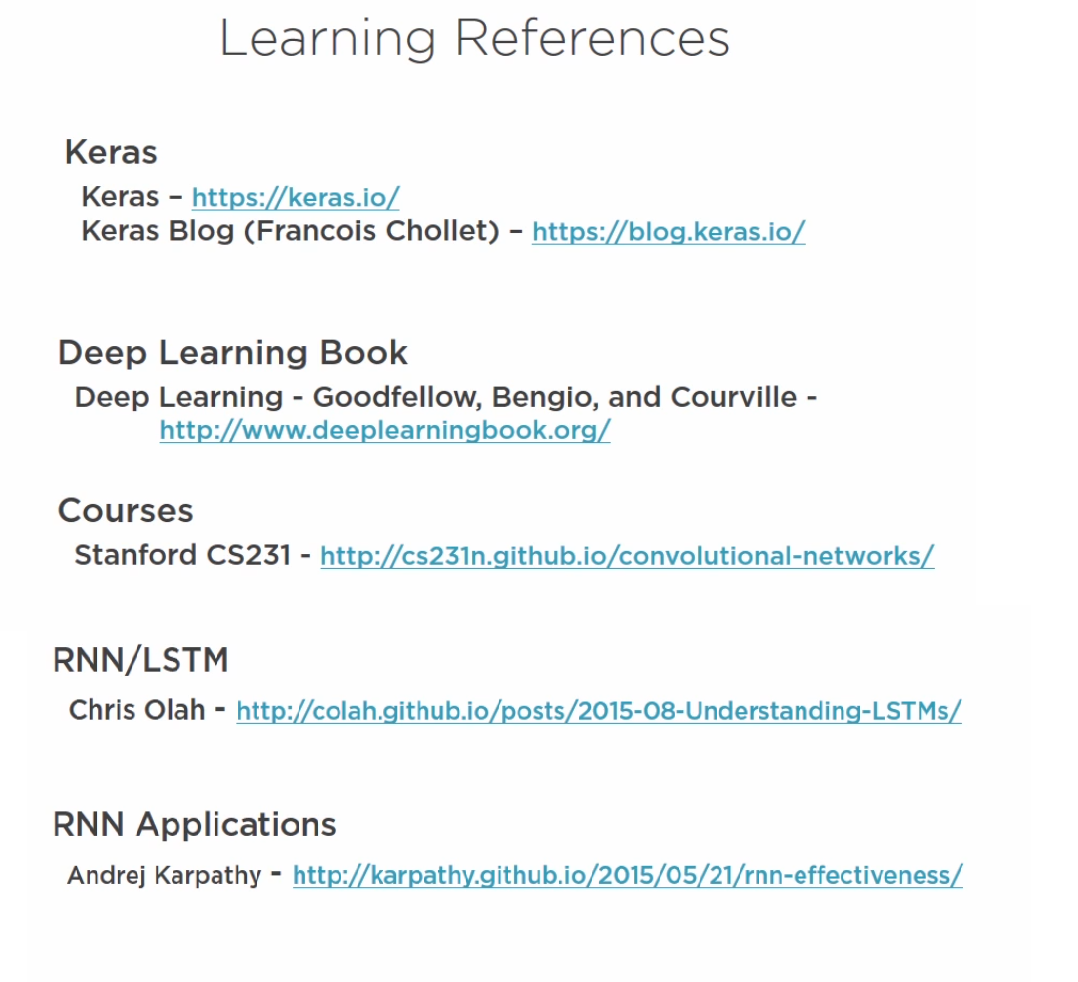 Learning References
Keras
Keras – https://keras.io/
Keras Blog (Francois Chollet) – https://blog.keras.io/
Deep Learning Book
Deep Learning - Goodfellow, Bengio, and Courville -
http://www.deeplearningbook.org/
Courses
Stanford CS231 - http://cs231n.github.io/convolutional-networks/
RNN/LSTM
Chris Olah - http://colah.github.io/posts/2015-08-Understanding-LSTMs/
RNN Applications
Andrej Karpathy - http://karpathy.github.io/2015/05/21/rnn-effectiveness/